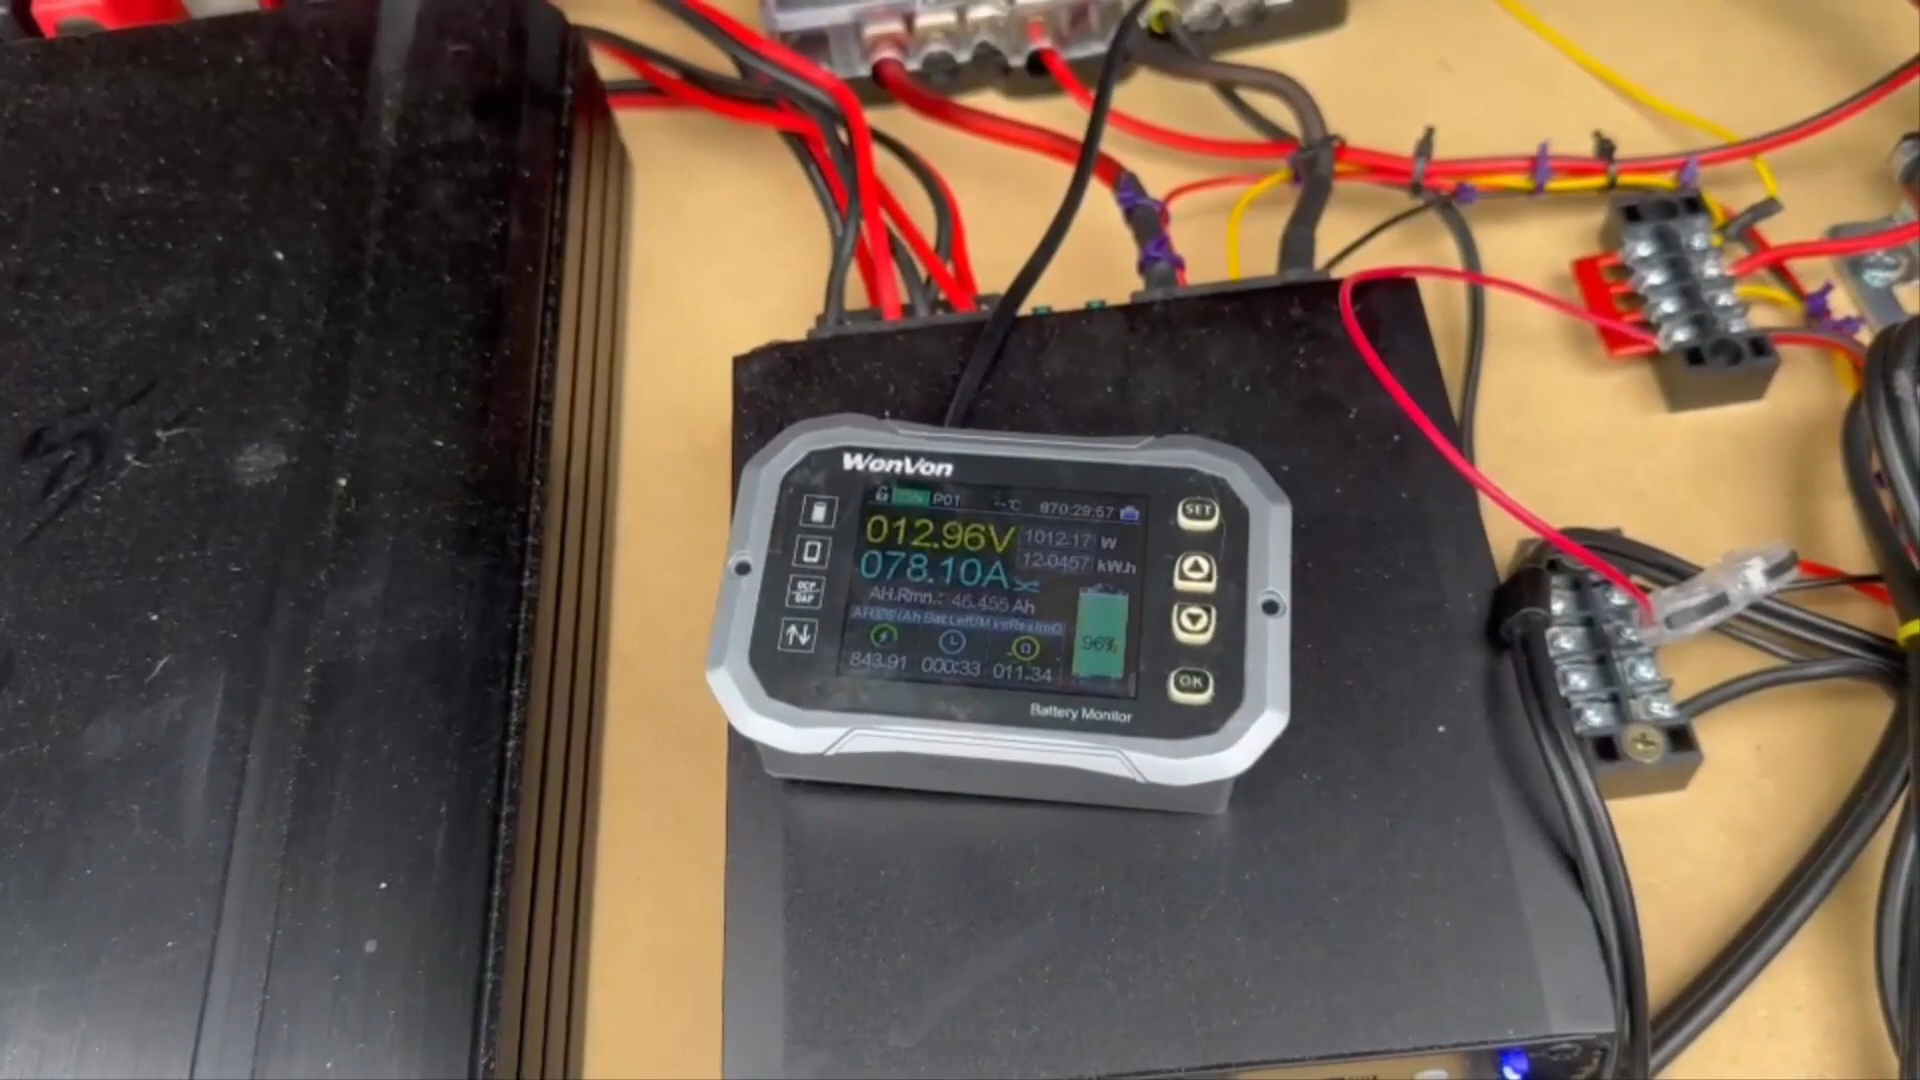 WonVon
P01 --℃ 870:29:57
012.96V 1012.17 W
078.10A 12.0457 kW.h
AH.Rmn.: 46.455 Ah
96%
843.91 000:33 011.34
Battery Monitor
OCP
SET
OK